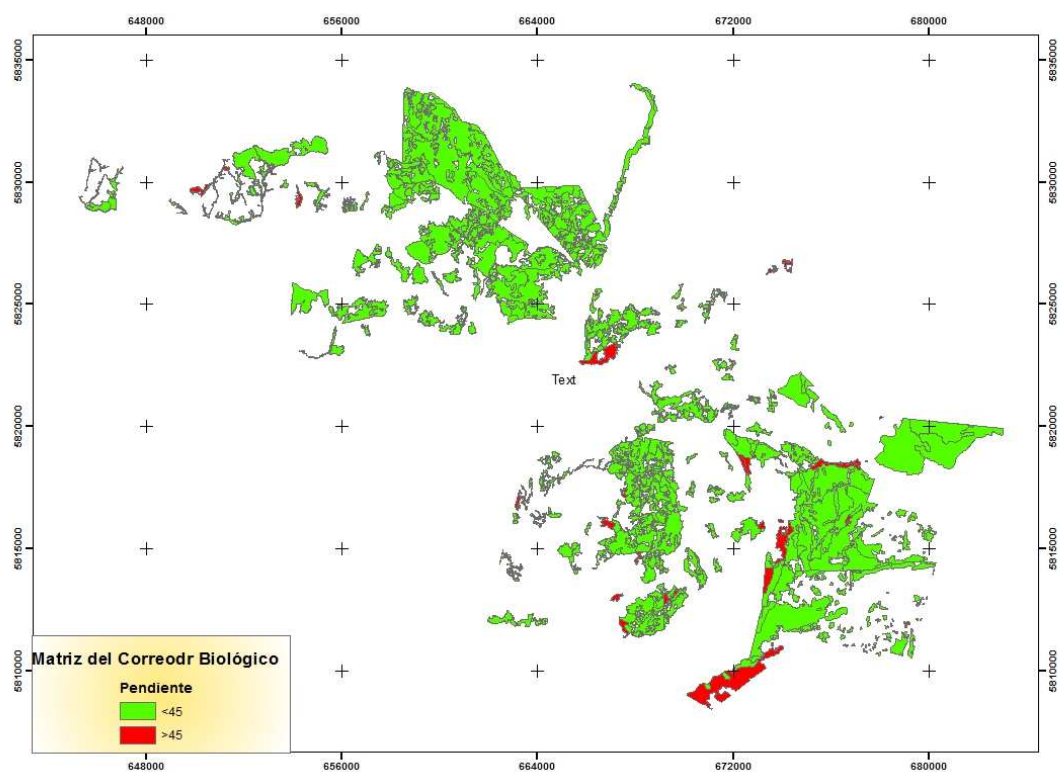 648000 656000 664000 672000 680000
5835000 5835000
5830000 5830000
5825000 5825000
Text
5820000 5820000
5815000 5815000
5810000 5810000
Matriz del Correodr Biológico
Pendiente
<45
>45
648000 656000 664000 672000 680000